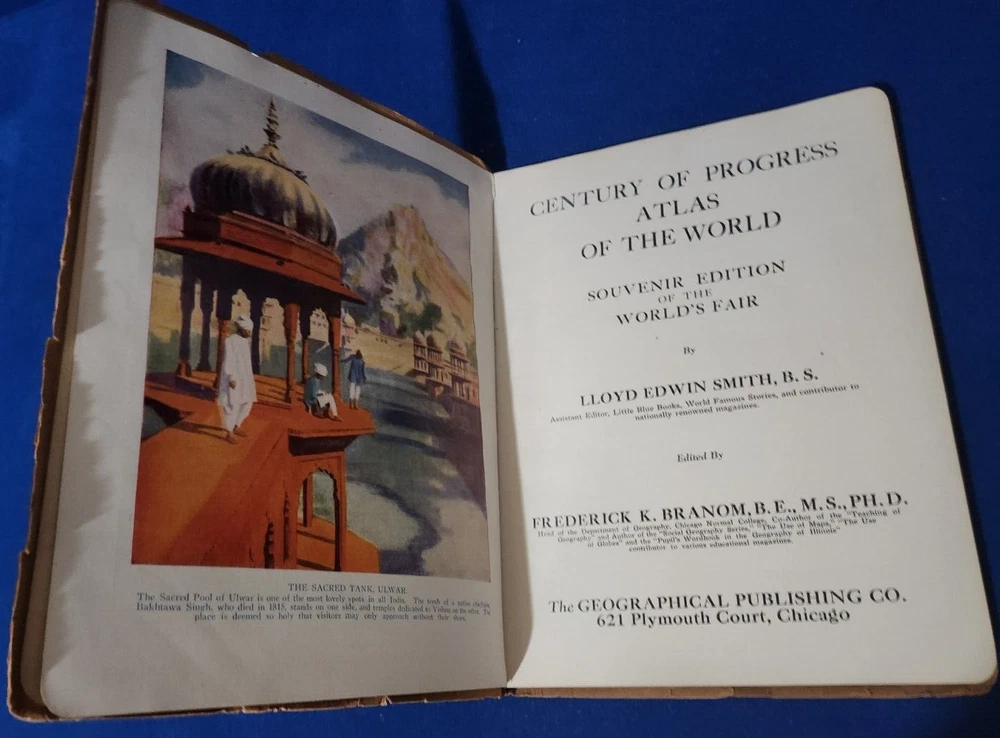 THE SACRED TANK, ULWAR.
The Sacred Pool of Ulwar is one of the most lovely spots in all India. The tomb of a native chieftain,
Bakhtawa Singh, who died in 1815, stands on one side, and temples dedicated to Vishnu on the other. The
place is deemed so holy that visitors may only approach without their shoes.
CENTURY OF PROGRESS
ATLAS
OF THE WORLD
SOUVENIR EDITION
OF THE
WORLD'S FAIR
By
LLOYD EDWIN SMITH, B. S.
Assistant Editor, Little Blue Books, World Famous Stories, and contributor to
nationally renowned magazines.
Edited By
FREDERICK K. BRANOM, B. E., M. S., PH. D.
Head of the Department of Geography, Chicago Normal College, Co-Author of the "Teaching of
Geography" and Author of the "Social Geography Series," "The Use of Maps," "The Use
of Globes" and the "Pupil's Workbook in the Geography of Illinois"
contributor to various educational magazines.
The GEOGRAPHICAL PUBLISHING CO.
621 Plymouth Court, Chicago